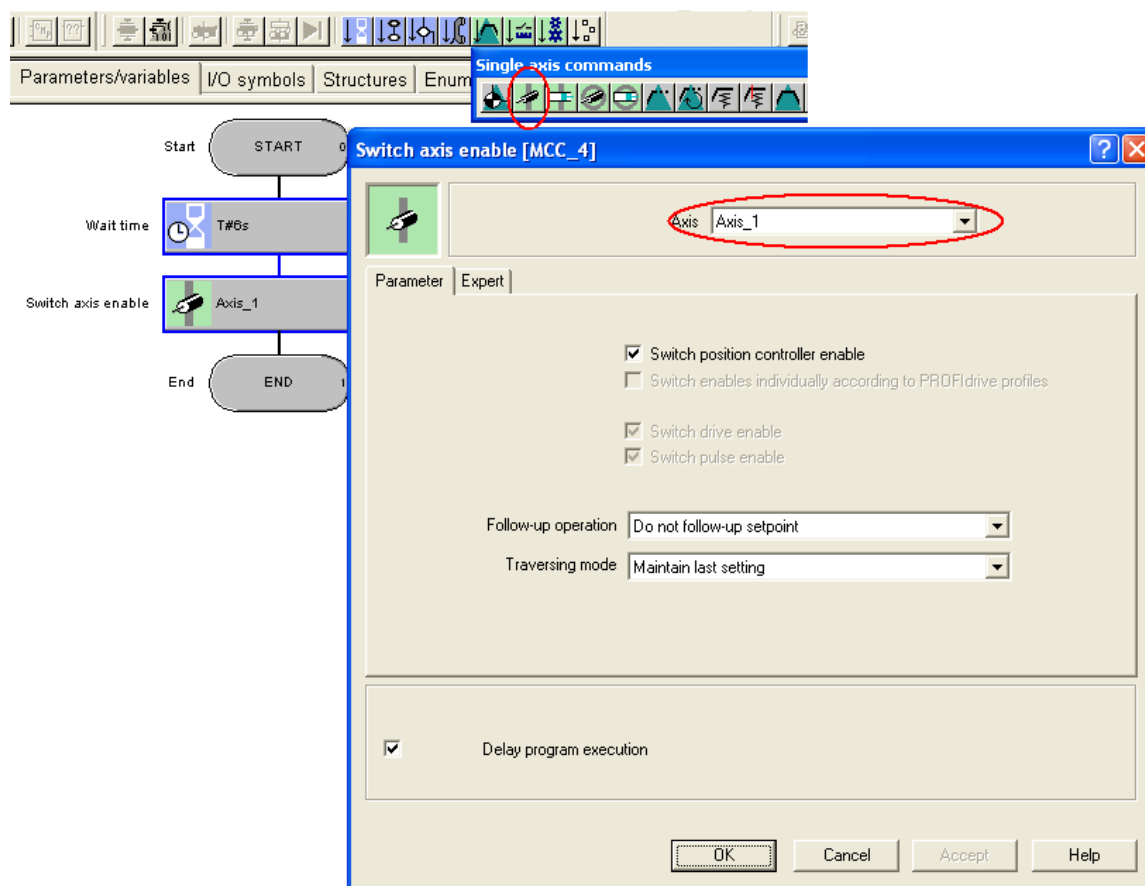 Parameters/variables I/O symbols Structures Enum
Single axis commands
Start START 0
Wait time T#6s
Switch axis enable Axis_1
End END 1
Switch axis enable [MCC_4]
Axis Axis_1
Parameter Expert
Switch position controller enable
Switch enables individually according to PROFIdrive profiles
Switch drive enable
Switch pulse enable
Follow-up operation Do not follow-up setpoint
Traversing mode Maintain last setting
Delay program execution
OK Cancel Accept Help